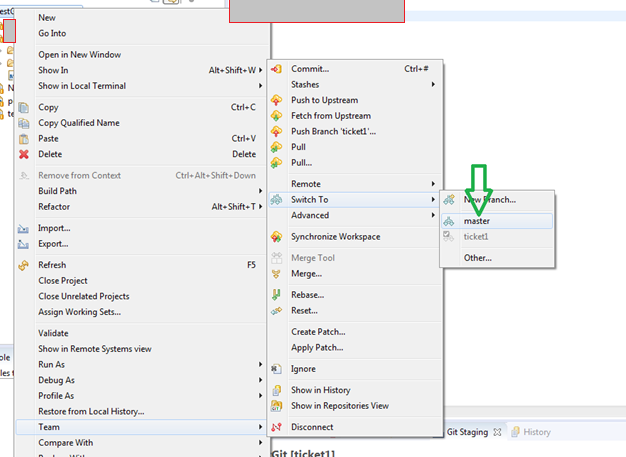 estG
New
Go Into
Open in New Window
Show In Alt+Shift+W
Show in Local Terminal
Copy Ctrl+C
Copy Qualified Name
Paste Ctrl+V
Delete Delete
Remove from Context Ctrl+Alt+Shift+Down
Build Path
Refactor Alt+Shift+T
Import...
Export...
Refresh F5
Close Project
Close Unrelated Projects
Assign Working Sets...
Validate
Show in Remote Systems view
Run As
Debug As
Profile As
Restore from Local History...
Team
Compare With
Commit... Ctrl+#
Stashes
Push to Upstream
Fetch from Upstream
Push Branch 'ticket1'...
Pull
Pull...
Remote
Switch To
Advanced
Synchronize Workspace
Merge Tool
Merge...
Rebase...
Reset...
Create Patch...
Apply Patch...
Ignore
Show in History
Show in Repositories View
Disconnect
New Branch...
master
ticket1
Other...
Git Staging
History
Git [ticket1]